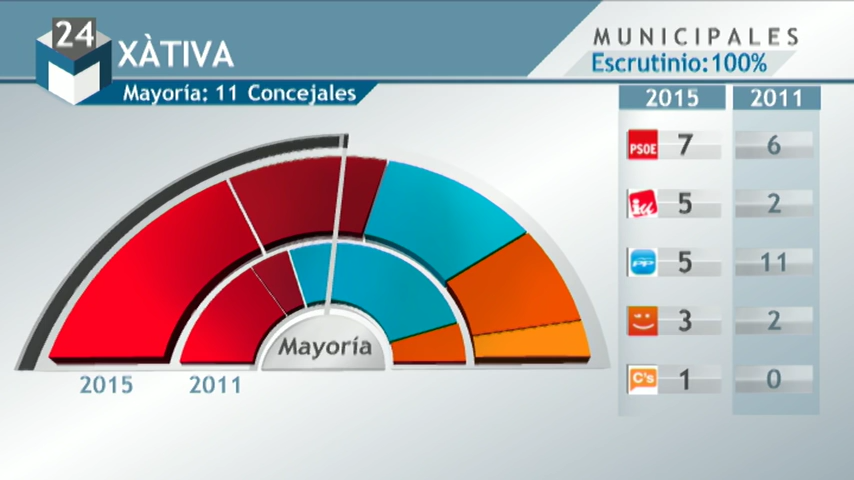 24
XÀTIVA
MUNICIPALES
Escrutinio:100%
Mayoría: 11 Concejales
2015 2011
PSOE 7 6
iu 5 2
PP 5 11
3 2
C's 1 0
Mayoría
2015 2011